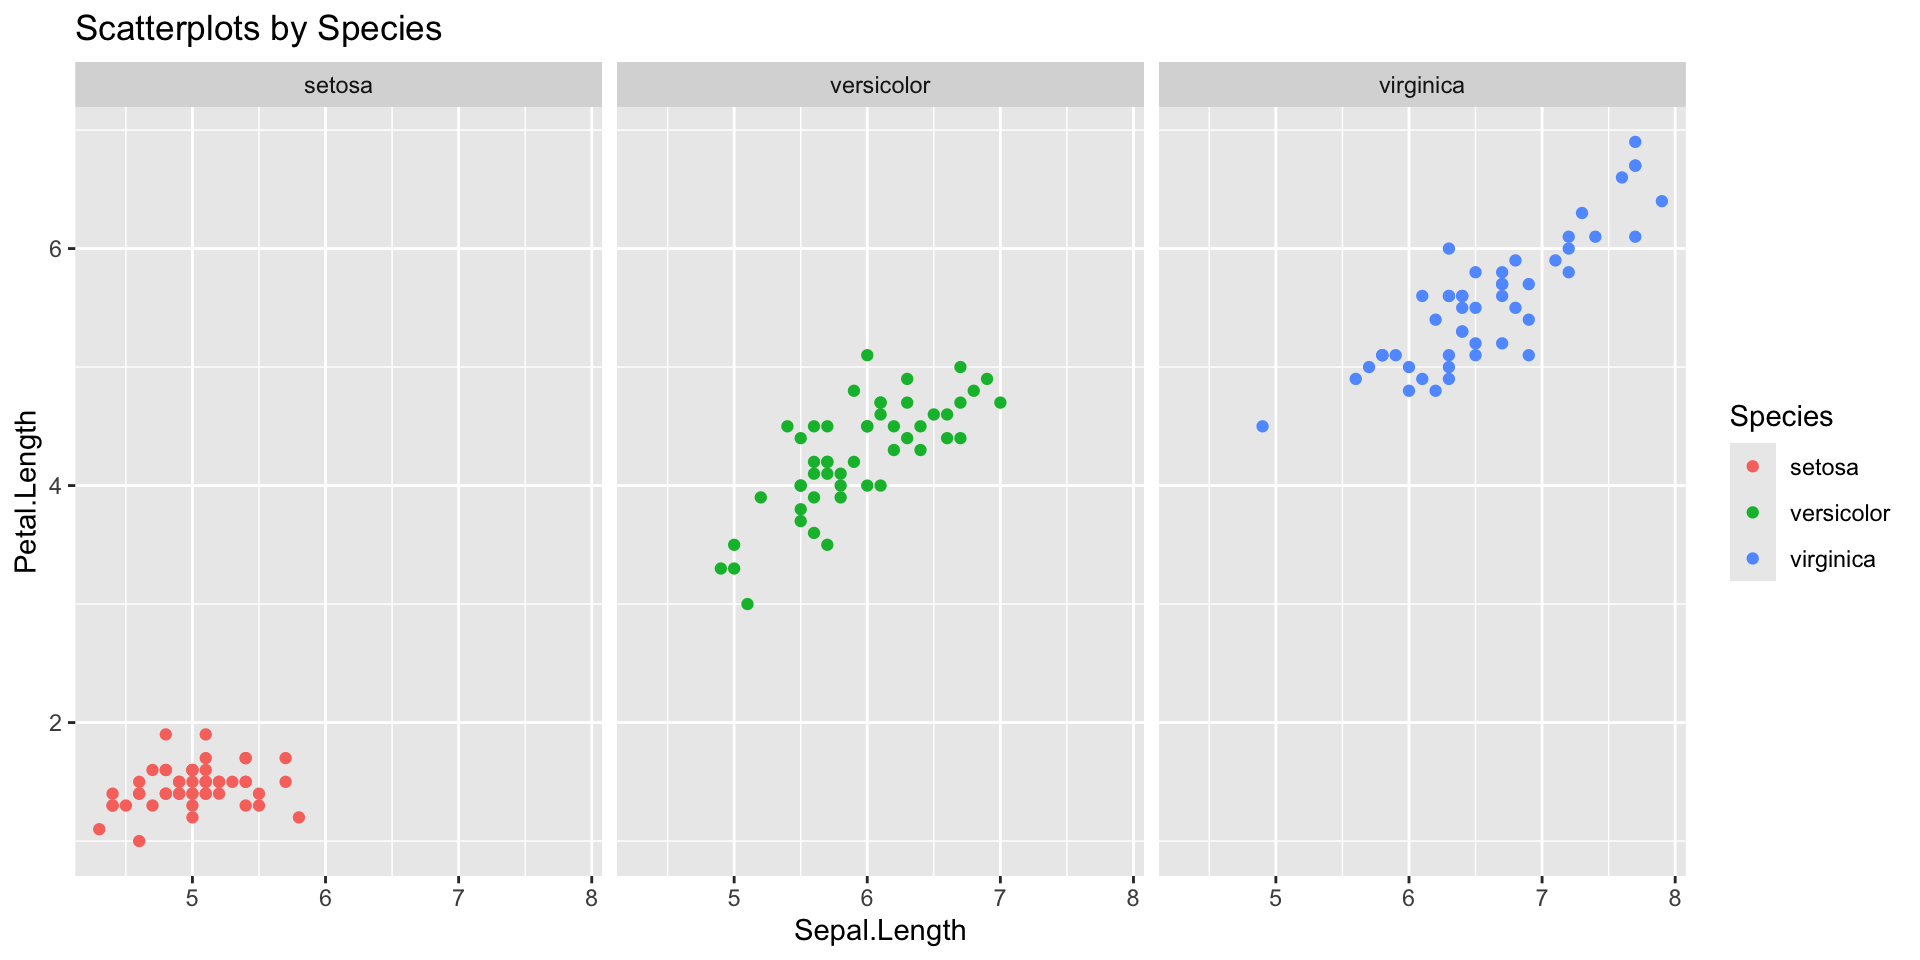 Scatterplots by Species
setosa
versicolor
virginica
6
4
2
Petal.Length
5 6 7 8
5 6 7 8
5 6 7 8
Sepal.Length
Species
setosa
versicolor
virginica